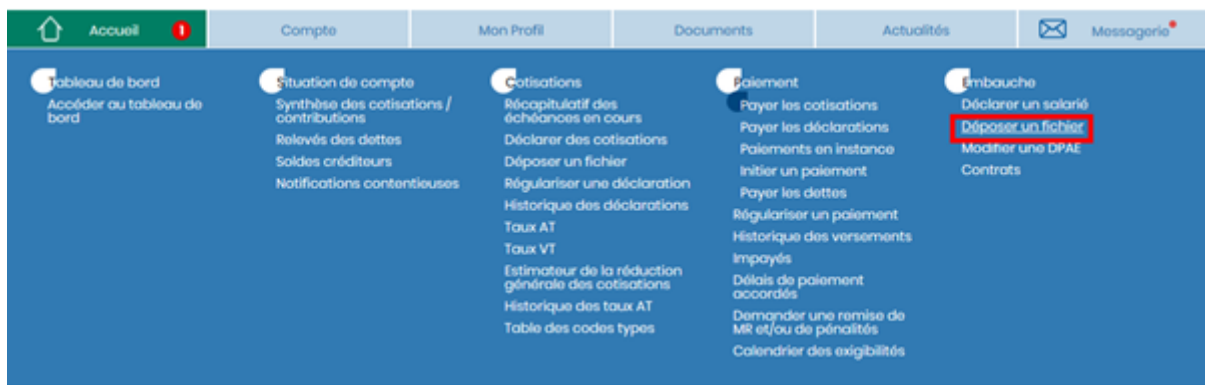 Accueil 1 Compte Mon Profil Documents Actualités Messagerie
Tableau de bord
Accéder au tableau de
bord
Situation de compte
Synthèse des cotisations /
contributions
Relevés des dettes
Soldes créditeurs
Notifications contentieuses
Cotisations
Récapitulatif des
échéances en cours
Déclarer des cotisations
Déposer un fichier
Régulariser une déclaration
Historique des déclarations
Taux AT
Taux VT
Estimateur de la réduction
générale des cotisations
Historique des taux AT
Table des codes types
Paiement
Payer les cotisations
Payer les déclarations
Paiements en instance
Initier un paiement
Payer les dettes
Régulariser un paiement
Historique des versements
Impayés
Délais de paiement
accordés
Demander une remise de
MR et/ou de pénalités
Calendrier des exigibilités
Embauche
Déclarer un salarié
Déposer un fichier
Modifier une DPAE
Contrats